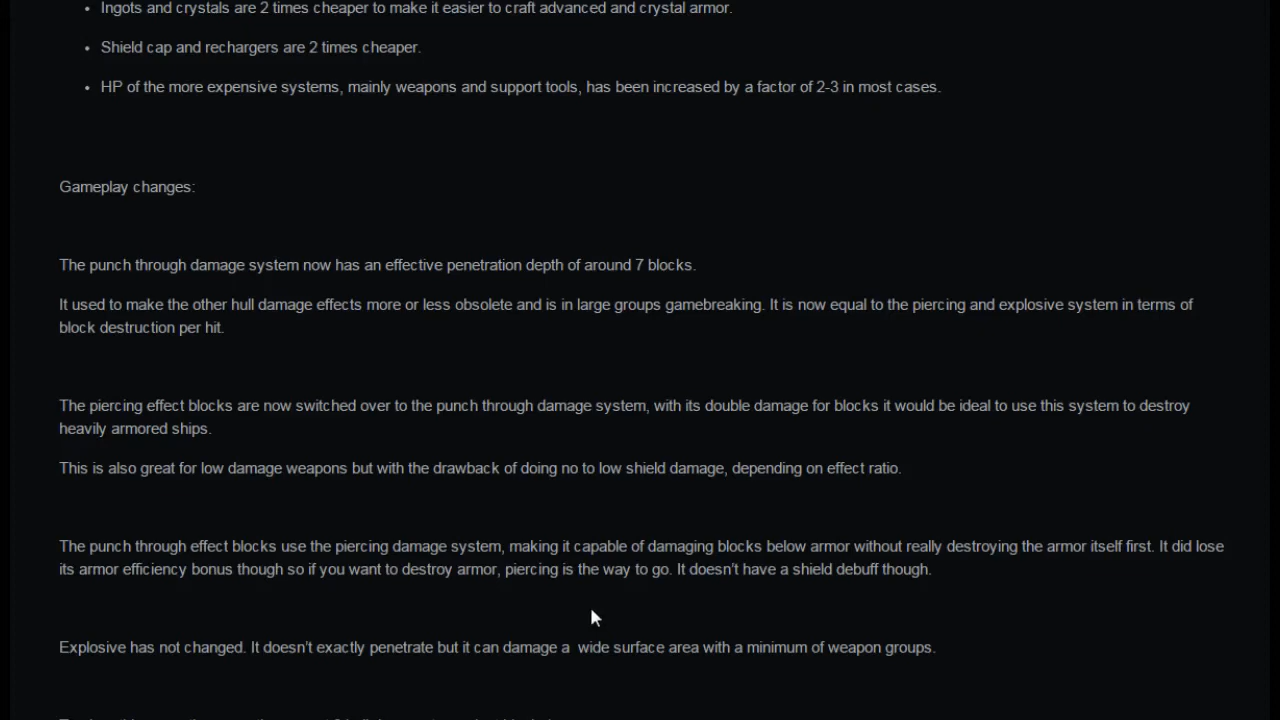 • Ingots and crystals are 2 times cheaper to make it easier to craft advanced and crystal armor.
• Shield cap and rechargers are 2 times cheaper.
• HP of the more expensive systems, mainly weapons and support tools, has been increased by a factor of 2-3 in most cases.
Gameplay changes:
The punch through damage system now has an effective penetration depth of around 7 blocks.
It used to make the other hull damage effects more or less obsolete and is in large groups gamebreaking. It is now equal to the piercing and explosive system in terms of
block destruction per hit.
The piercing effect blocks are now switched over to the punch through damage system, with its double damage for blocks it would be ideal to use this system to destroy
heavily armored ships.
This is also great for low damage weapons but with the drawback of doing no to low shield damage, depending on effect ratio.
The punch through effect blocks use the piercing damage system, making it capable of damaging blocks below armor without really destroying the armor itself first. It did lose
its armor efficiency bonus though so if you want to destroy armor, piercing is the way to go. It doesn't have a shield debuff though.
Explosive has not changed. It doesn't exactly penetrate but it can damage a  wide surface area with a minimum of weapon groups.